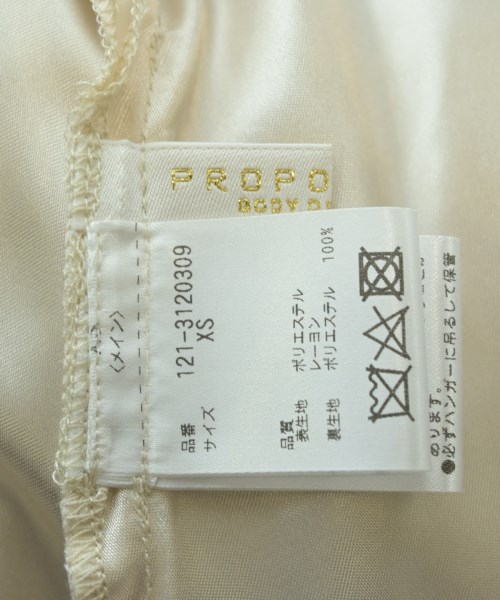 PROPO
BODY D
〈メイン〉
品番 121-3120309
サイズ XS
品質
表生地 ポリエステル
レーヨン
裏生地 ポリエステル 100%
のります。
●必ずハンガーに吊るして保管